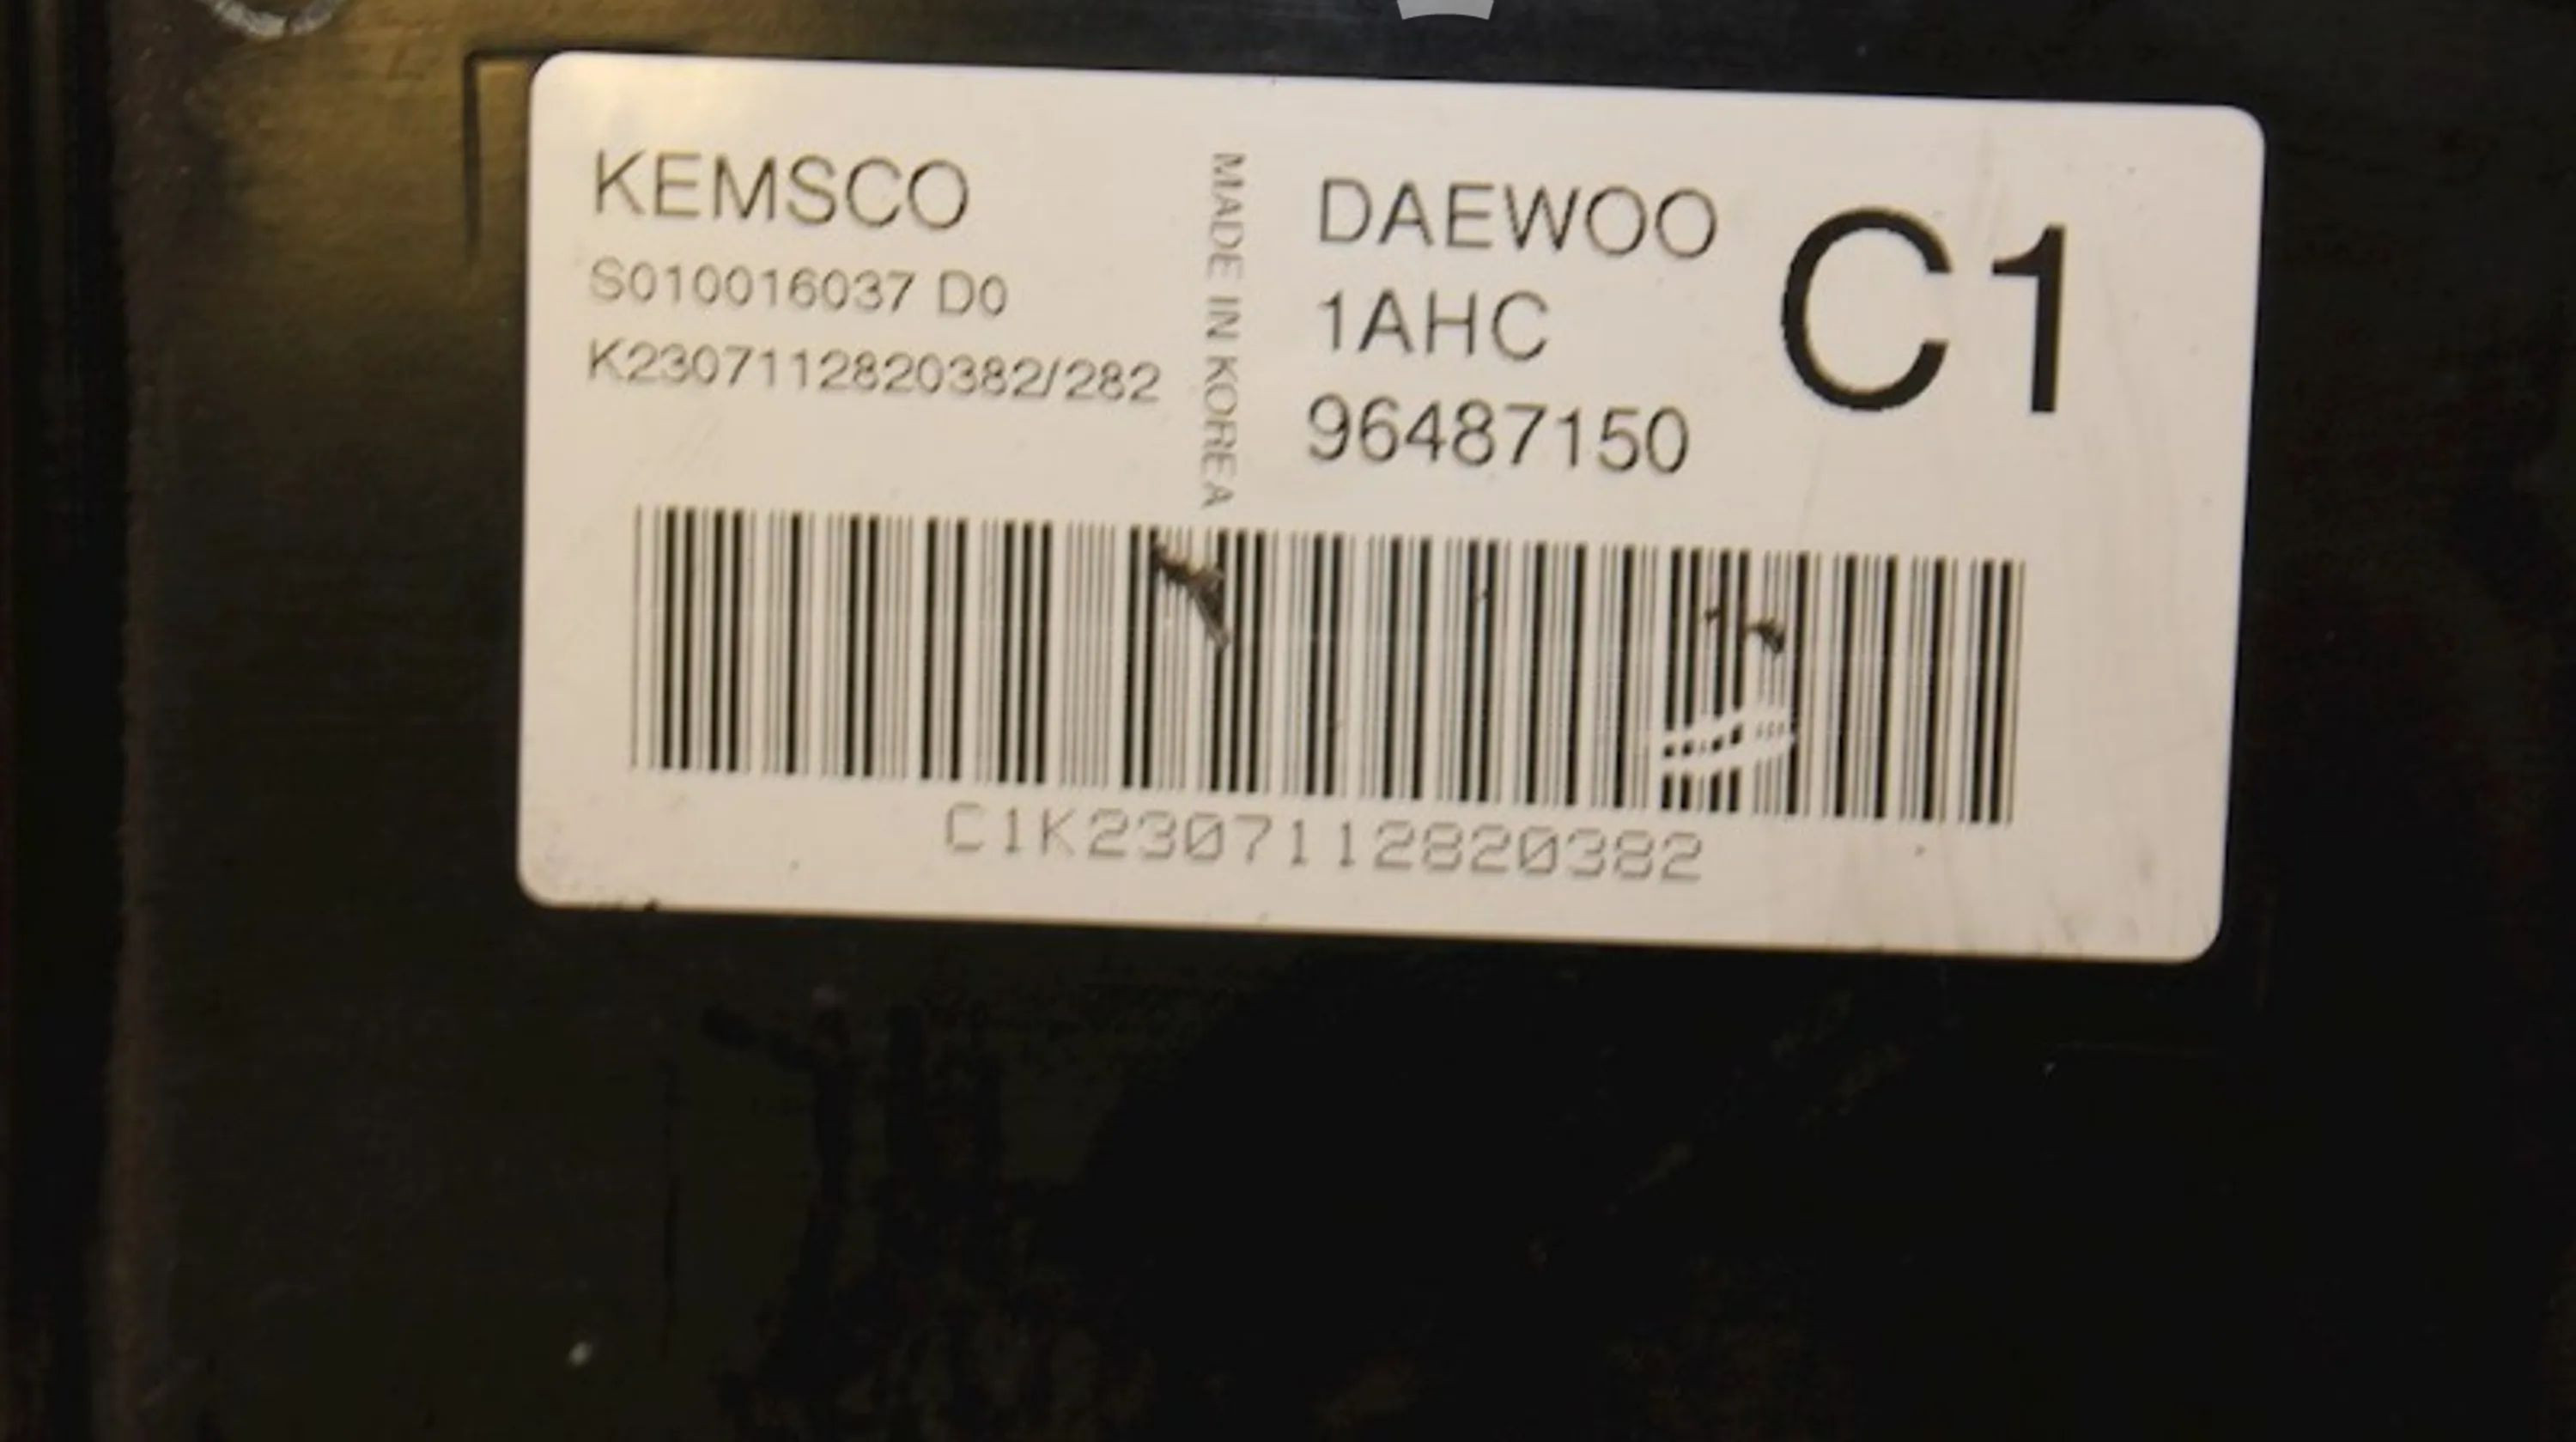 KEMSCO
S010016037 D0
K2307112820382/282
MADE IN KOREA
DAEWOO
1AHC
96487150
C1
C1K2307112820382